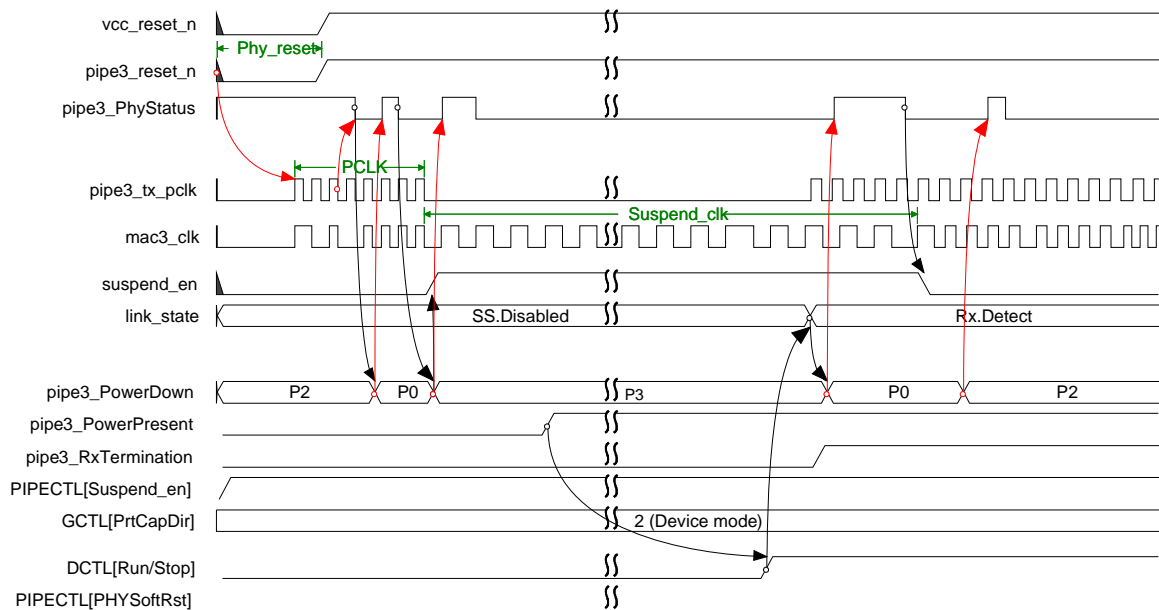 vcc_reset_n
Phy_reset
pipe3_reset_n
pipe3_PhyStatus
PCLK
pipe3_tx_pclk
Suspend_clk
mac3_clk
suspend_en
link_state SS.Disabled Rx.Detect
pipe3_PowerDown P2 P0 P3 P0 P2
pipe3_PowerPresent
pipe3_RxTermination
PIPECTL[Suspend_en]
GCTL[PrtCapDir] 2 (Device mode)
DCTL[Run/Stop]
PIPECTL[PHYSoftRst]